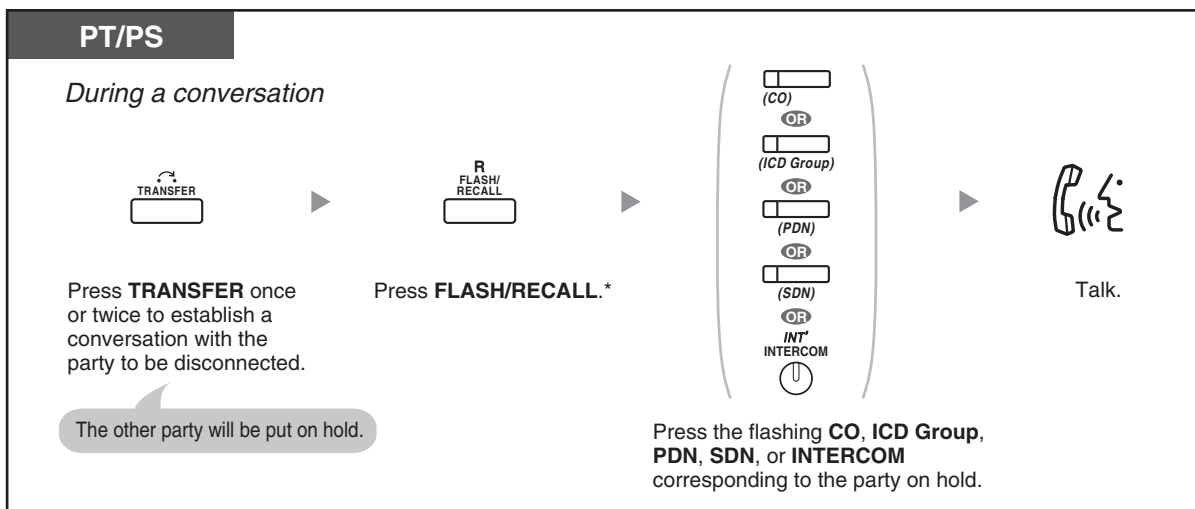 PT/PS
During a conversation
TRANSFER
R
FLASH/
RECALL
(CO)
OR
(ICD Group)
OR
(PDN)
OR
(SDN)
OR
INT'
INTERCOM
Press TRANSFER once
or twice to establish a
conversation with the
party to be disconnected.
The other party will be put on hold.
Press FLASH/RECALL.*
Press the flashing CO, ICD Group,
PDN, SDN, or INTERCOM
corresponding to the party on hold.
Talk.